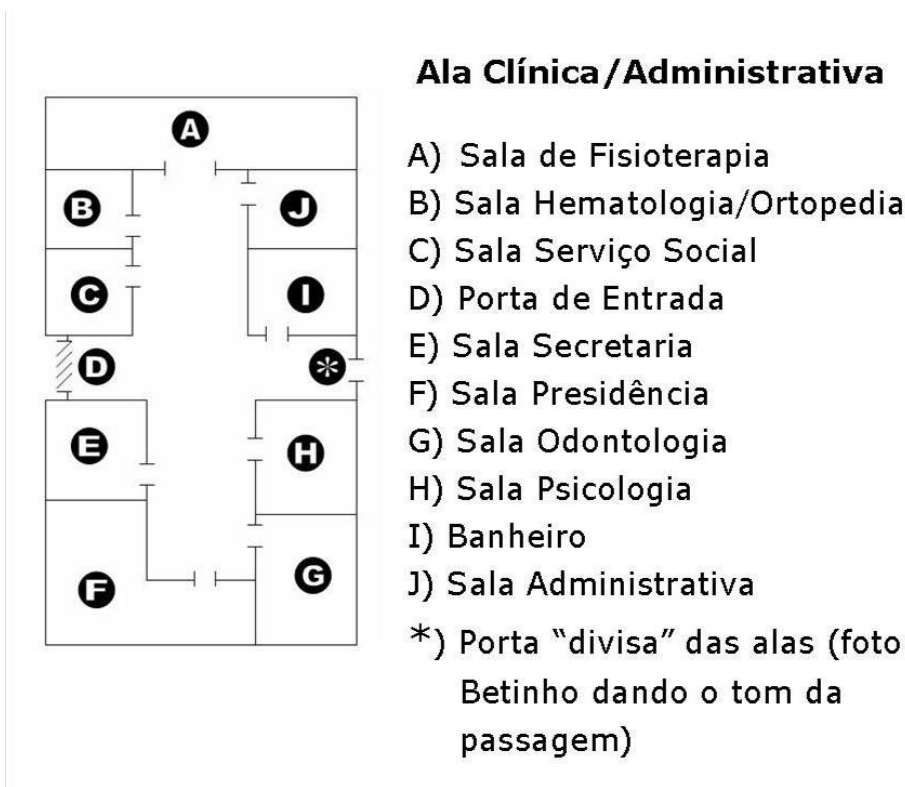 Ala Clínica/Administrativa
A
B
J
C
I
D
*
E
H
F
G
A) Sala de Fisioterapia
B) Sala Hematologia/Ortopedia
C) Sala Serviço Social
D) Porta de Entrada
E) Sala Secretaria
F) Sala Presidência
G) Sala Odontologia
H) Sala Psicologia
I) Banheiro
J) Sala Administrativa
*) Porta “divisa” das alas (foto
Betinho dando o tom da
passagem)